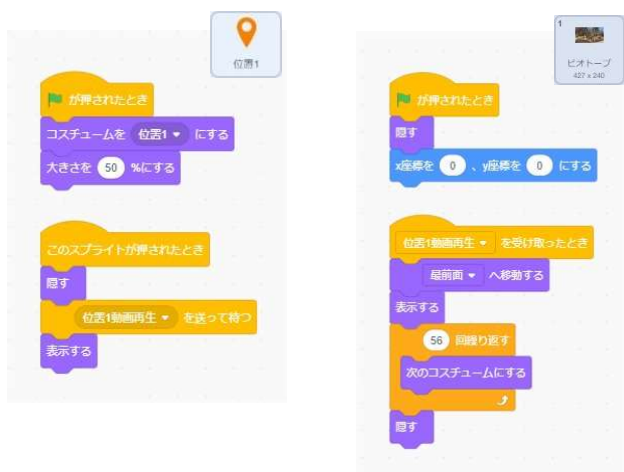 位置1
が押されたとき
コスチュームを 位置1 にする
大きさを 50 %にする
このスプライトが押されたとき
隠す
位置1動画再生 を送って待つ
表示する
1
ビオトープ
427 x 240
が押されたとき
隠す
x座標を 0 、y座標を 0 にする
位置1動画再生 を受け取ったとき
最前面 へ移動する
表示する
56 回繰り返す
次のコスチュームにする
隠す